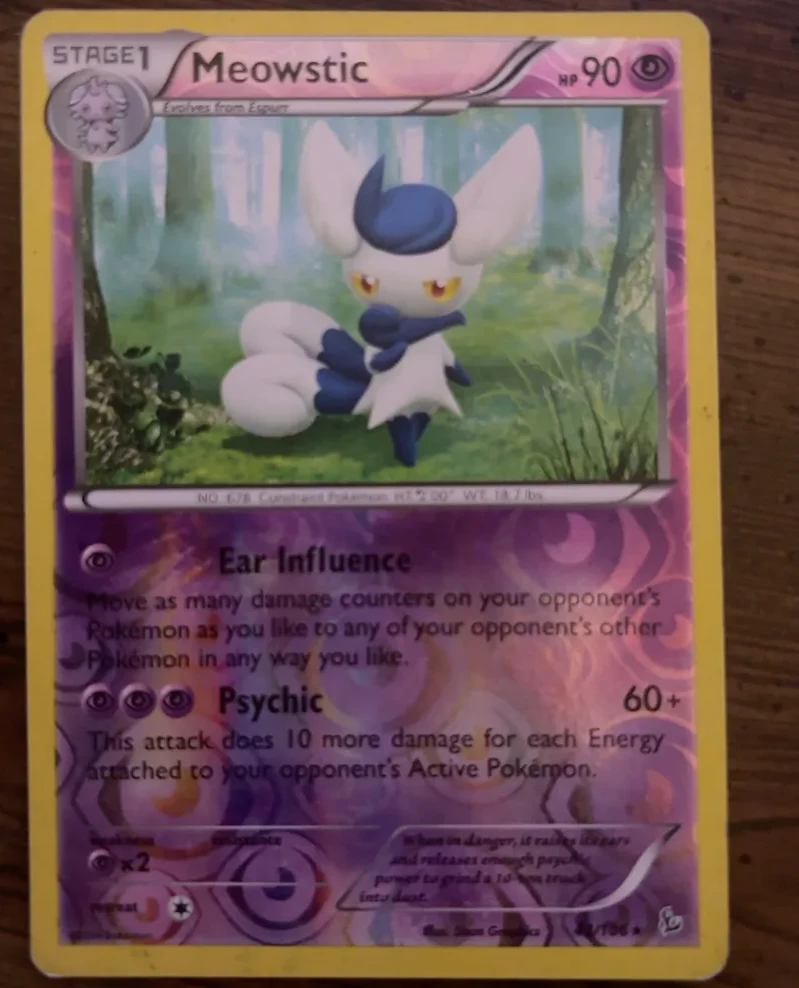 STAGE1
Meowstic
HP 90
Evolves from Espurr
NO. 678 Constraint Pokémon HT. 2'00" WT. 18.7 lbs.
Ear Influence
Move as many damage counters on your opponent's
Pokémon as you like to any of your opponent's other
Pokémon in any way you like.
Psychic 60+
This attack does 10 more damage for each Energy
attached to your opponent's Active Pokémon.
weakness resistance
x2
retreat
When in danger, it raises its ears
and releases enough psychic
power to grind a 10-ton truck
into dust.
Illus.
/106